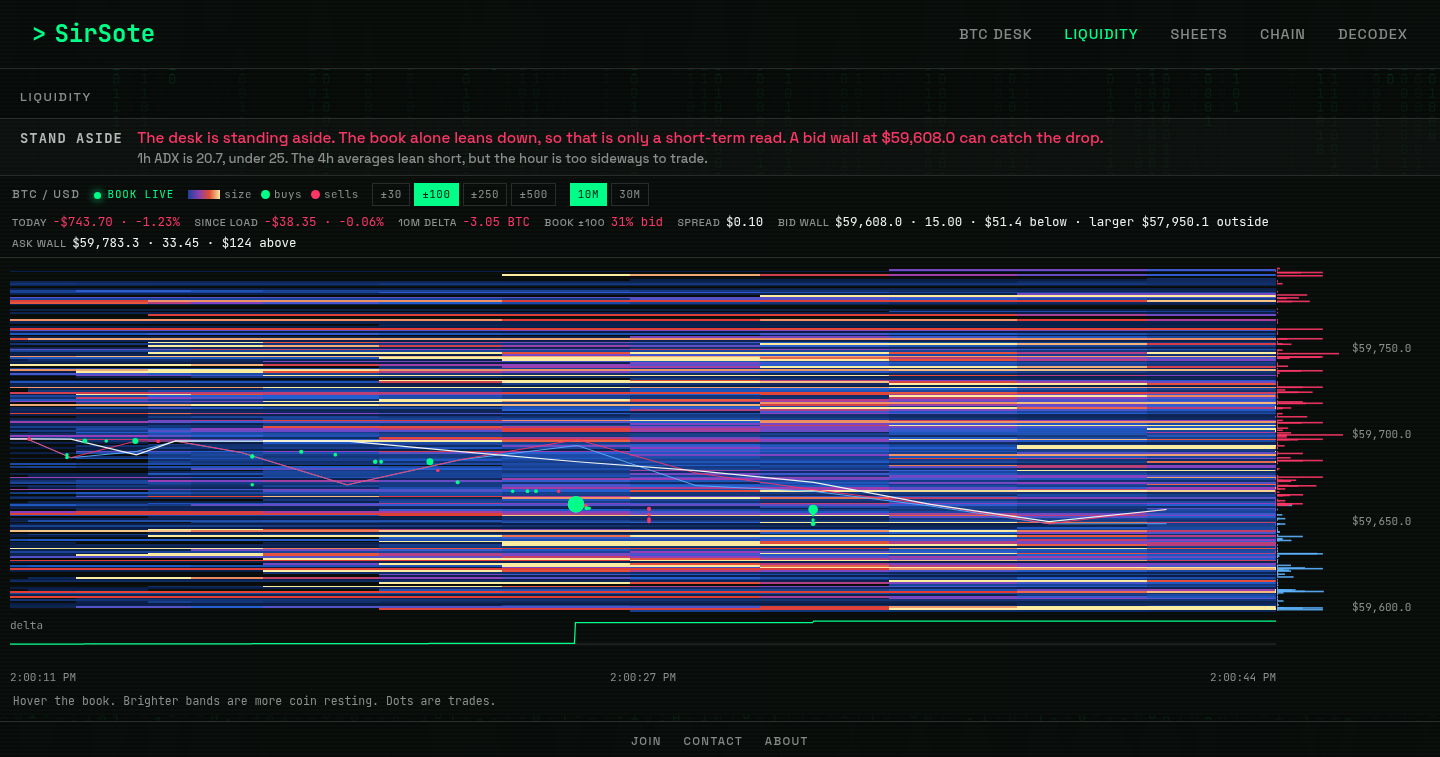 > SirSote
BTC DESK LIQUIDITY SHEETS CHAIN DECODEX
LIQUIDITY
STAND ASIDE The desk is standing aside. The book alone leans down, so that is only a short-term read. A bid wall at $59,608.0 can catch the drop.
1h ADX is 20.7, under 25. The 4h averages lean short, but the hour is too sideways to trade.
BTC / USD BOOK LIVE size buys sells ±30 ±100 ±250 ±500 10M 30M
TODAY -$743.70 · -1.23% SINCE LOAD -$38.35 · -0.06% 10M DELTA -3.05 BTC BOOK ±100 31% bid SPREAD $0.10 BID WALL $59,608.0 · 15.00 · $51.4 below · larger $57,950.1 outside
ASK WALL $59,783.3 · 33.45 · $124 above
$59,750.0
$59,700.0
$59,650.0
$59,600.0
delta
2:00:11 PM 2:00:27 PM 2:00:44 PM
Hover the book. Brighter bands are more coin resting. Dots are trades.
JOIN CONTACT ABOUT